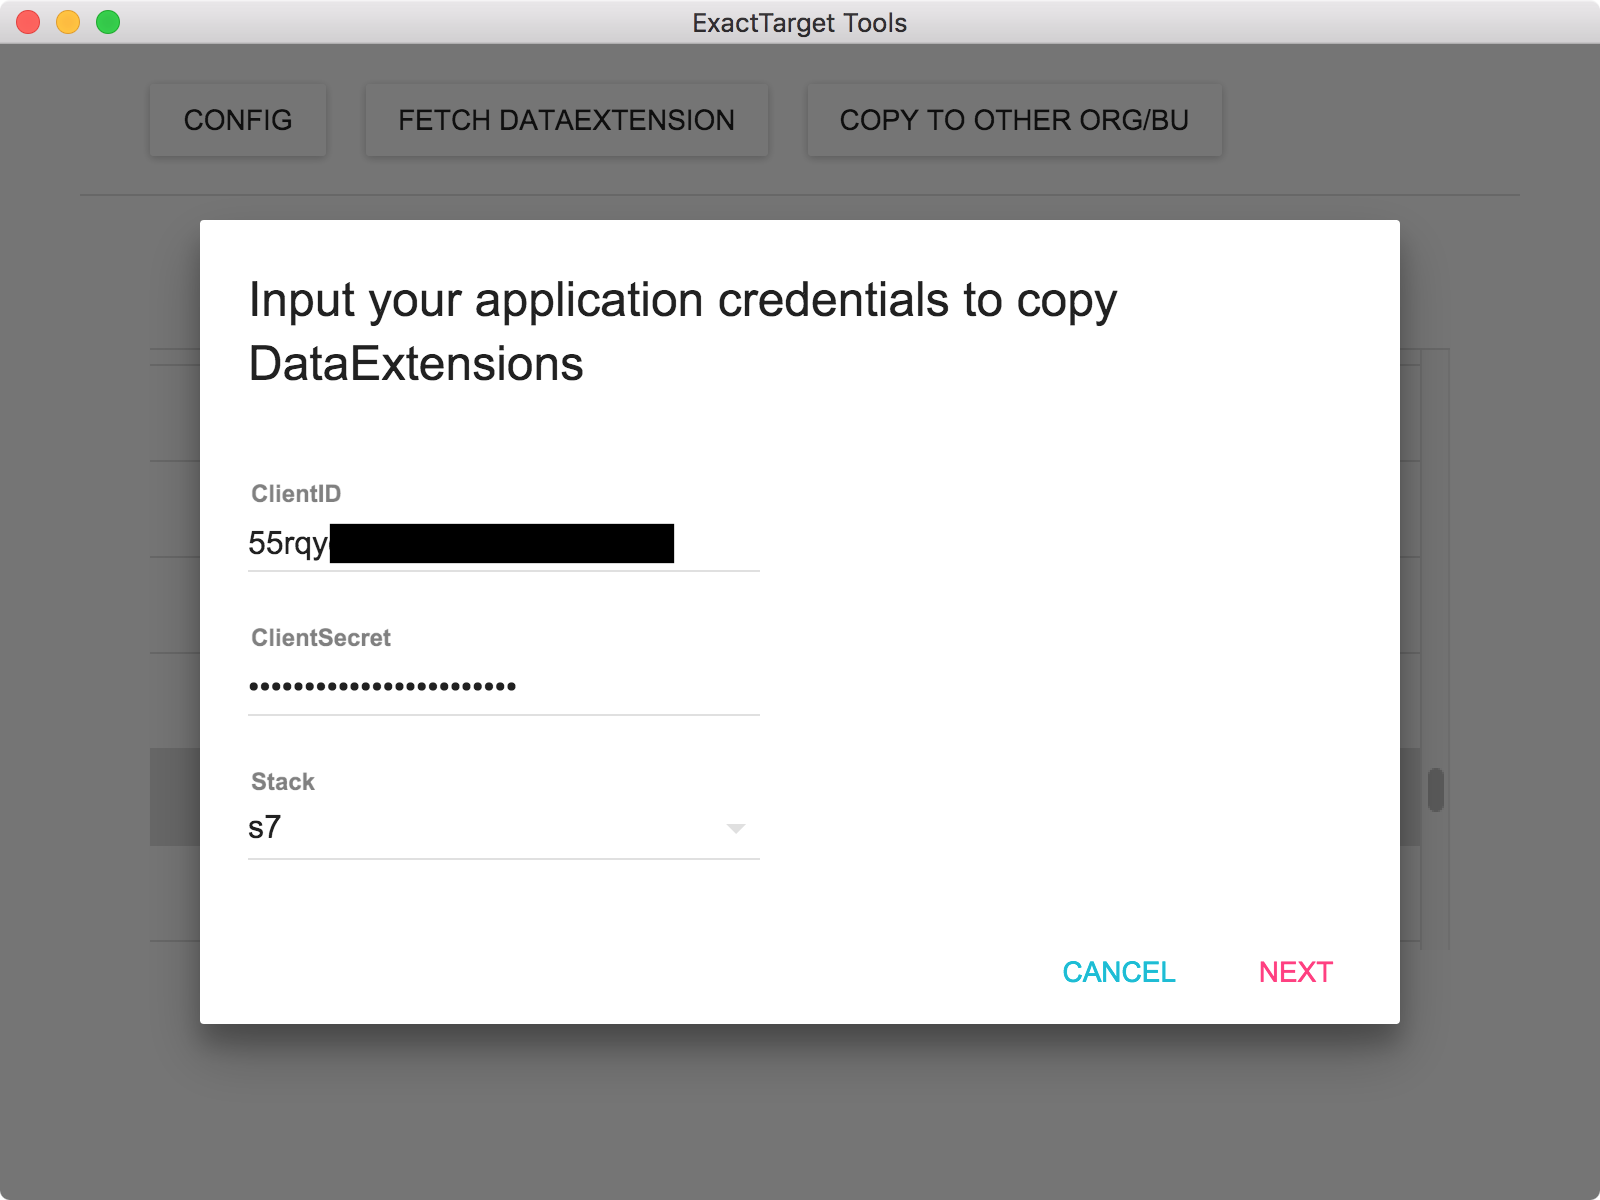 ExactTarget Tools
CONFIG FETCH DATAEXTENSION COPY TO OTHER ORG/BU
Input your application credentials to copy
DataExtensions
ClientID
55rqy
ClientSecret
••••••••••••••••••••••••
Stack
s7
CANCEL NEXT